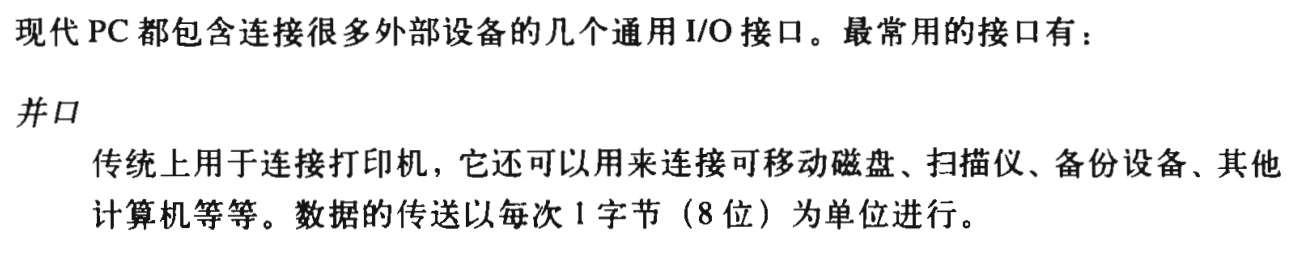 现代 PC 都包含连接很多外部设备的几个通用 I/O 接口。最常用的接口有：
并口
传统上用于连接打印机，它还可以用来连接可移动磁盘、扫描仪、备份设备、其他
计算机等等。数据的传送以每次 1 字节（8 位）为单位进行。